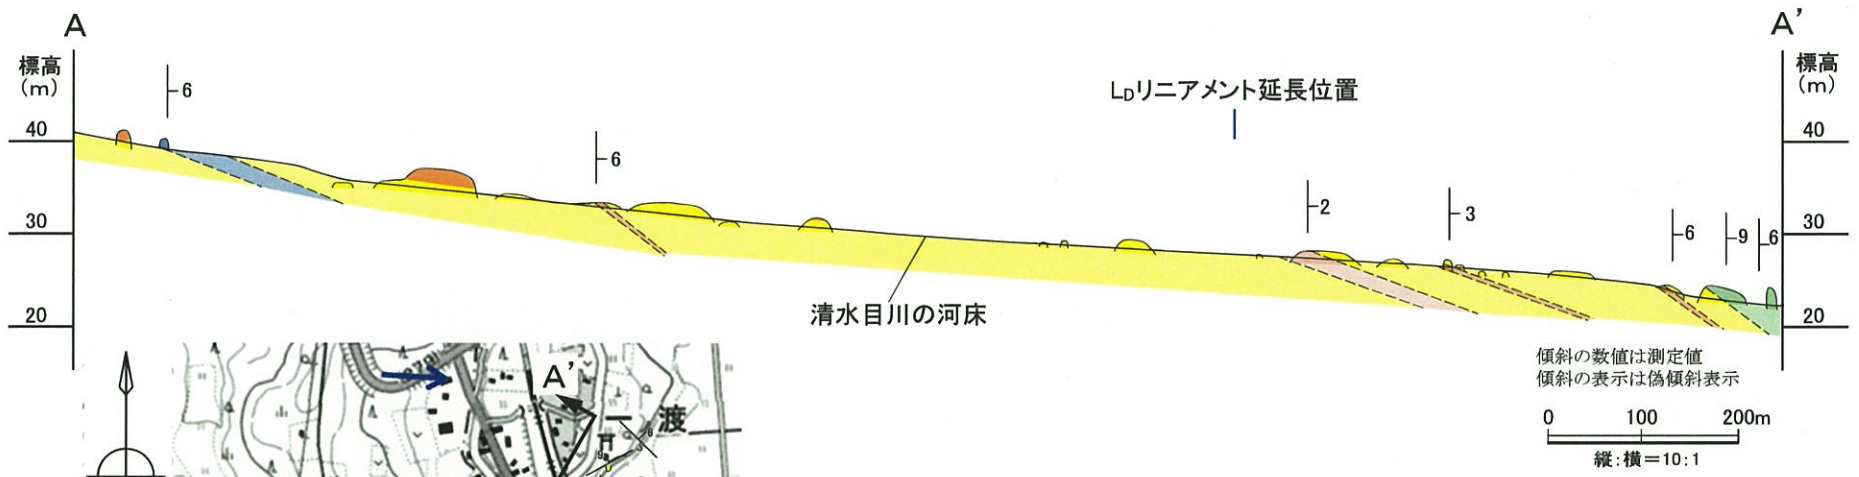 A
A'
標高
(m)
標高
(m)
6
LDリニアメント延長位置
40
40
6
2
3
30
30
6
9
6
20
20
清水目川の河床
傾斜の数値は測定値
傾斜の表示は偽傾斜表示
0 100 200m
縦:横=10:1
A'
渡
6
9